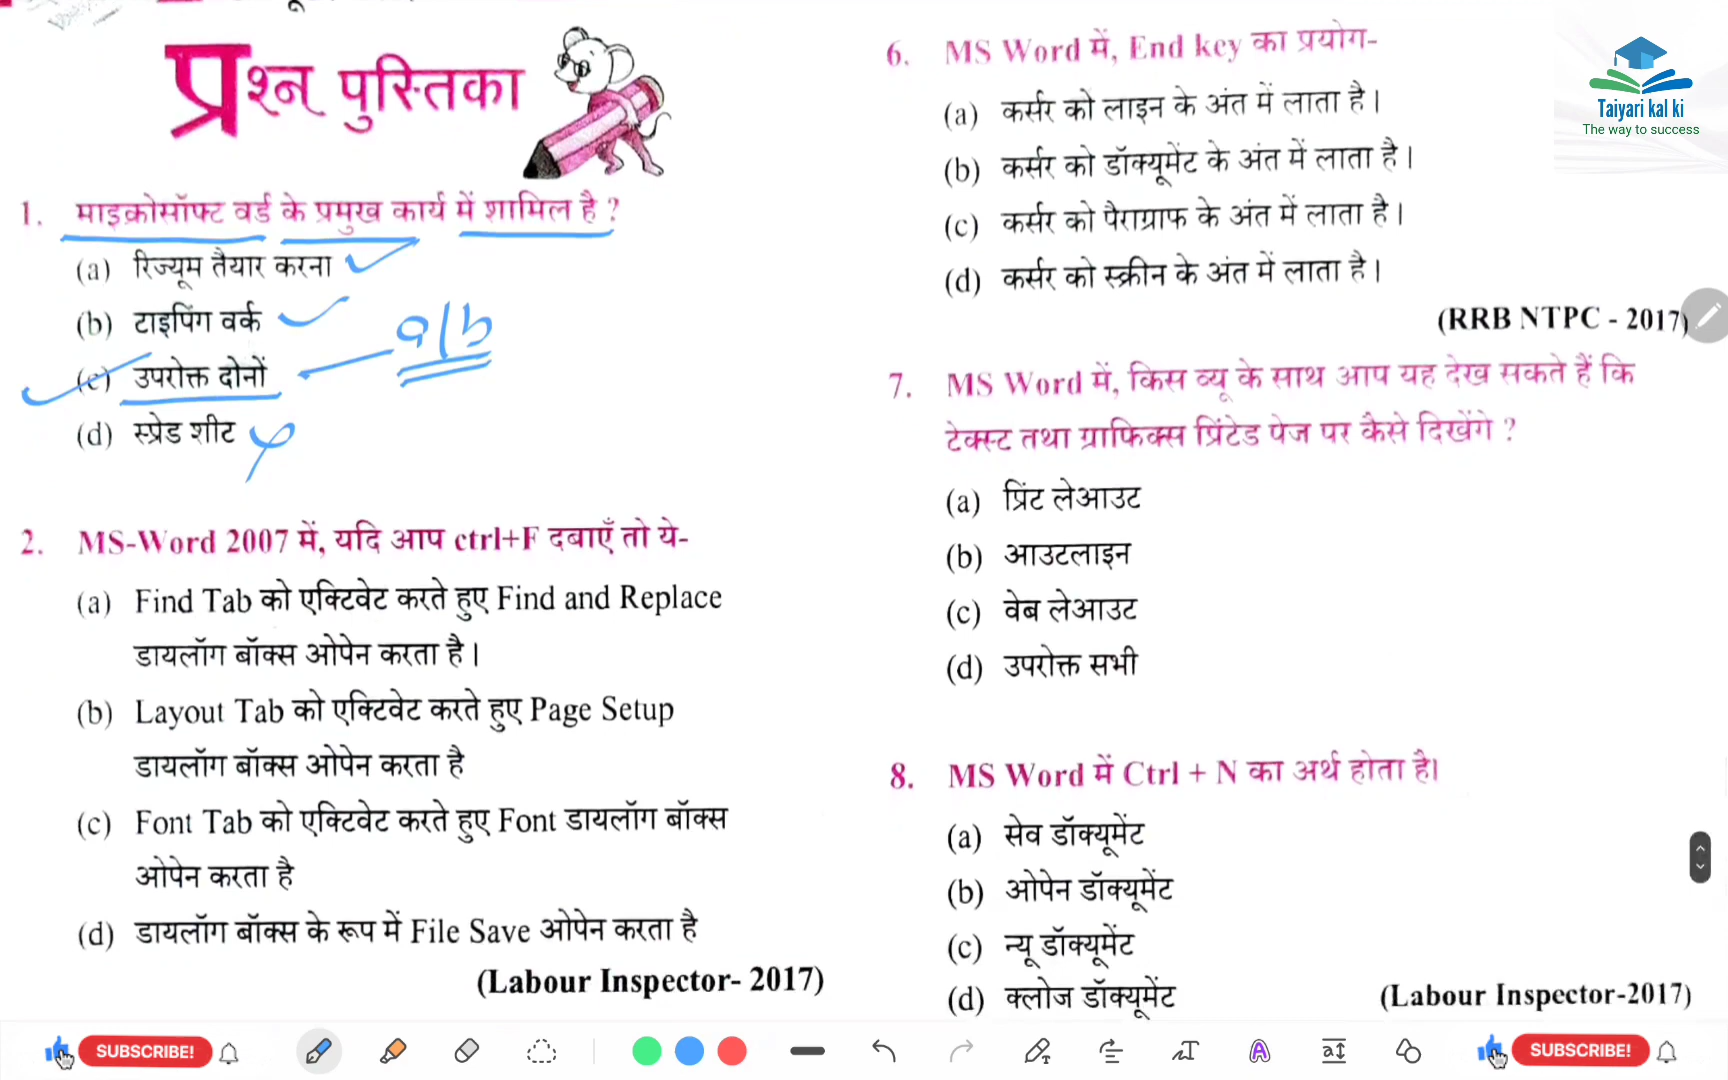 प्रश्न पुस्तिका
1. माइक्रोसॉफ्ट वर्ड के प्रमुख कार्य में शामिल है ?
(a) रिज्यूम तैयार करना
(b) टाइपिंग वर्क
a/b
(c) उपरोक्त दोनों
(d) स्प्रेड शीट
2. MS-Word 2007 में, यदि आप ctrl+F दबाएँ तो ये-
(a) Find Tab को एक्टिवेट करते हुए Find and Replace
डायलॉग बॉक्स ओपेन करता है।
(b) Layout Tab को एक्टिवेट करते हुए Page Setup
डायलॉग बॉक्स ओपेन करता है
(c) Font Tab को एक्टिवेट करते हुए Font डायलॉग बॉक्स
ओपेन करता है
(d) डायलॉग बॉक्स के रूप में File Save ओपेन करता है
(Labour Inspector- 2017)
6. MS Word में, End key का प्रयोग-
(a) कर्सर को लाइन के अंत में लाता है।
(b) कर्सर को डॉक्यूमेंट के अंत में लाता है।
(c) कर्सर को पैराग्राफ के अंत में लाता है।
(d) कर्सर को स्क्रीन के अंत में लाता है।
(RRB NTPC - 2017)
7. MS Word में, किस व्यू के साथ आप यह देख सकते हैं कि
टेक्स्ट तथा ग्राफिक्स प्रिंटेड पेज पर कैसे दिखेंगे ?
(a) प्रिंट लेआउट
(b) आउटलाइन
(c) वेब लेआउट
(d) उपरोक्त सभी
8. MS Word में Ctrl + N का अर्थ होता है।
(a) सेव डॉक्यूमेंट
(b) ओपेन डॉक्यूमेंट
(c) न्यू डॉक्यूमेंट
(d) क्लोज डॉक्यूमेंट
(Labour Inspector-2017)
Taiyari kal ki
The way to success
SUBSCRIBE!
SUBSCRIBE!